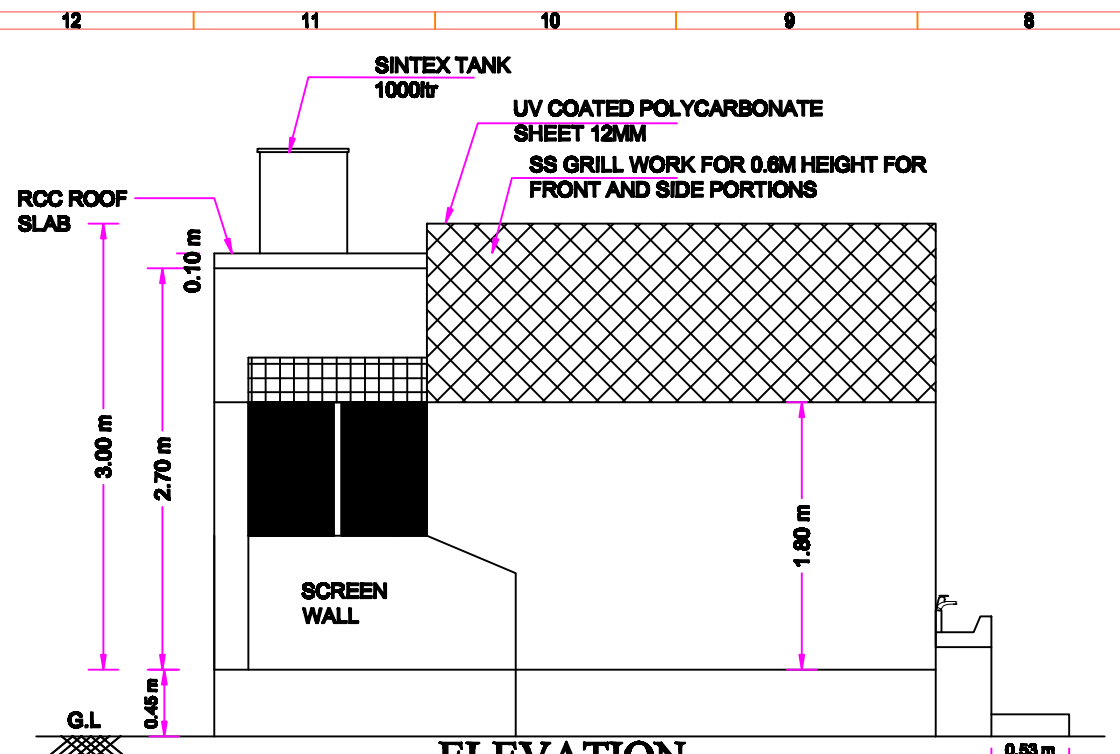 12 11 10 9 8
SINTEX TANK
1000ltr
UV COATED POLYCARBONATE
SHEET 12MM
SS GRILL WORK FOR 0.6M HEIGHT FOR
FRONT AND SIDE PORTIONS
RCC ROOF
SLAB
0.10 m
3.00 m
2.70 m
1.80 m
SCREEN
WALL
0.45 m
G.L
ELEVATION
0.53 m